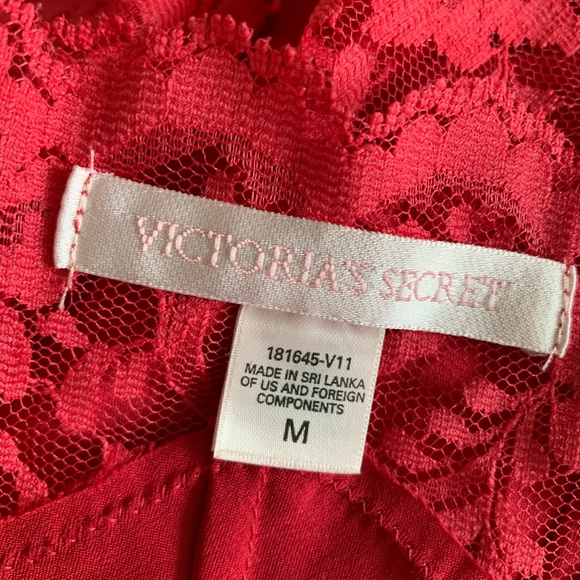 VICTORIA'S SECRET
181645-V11
MADE IN SRI LANKA
OF US AND FOREIGN
COMPONENTS
M